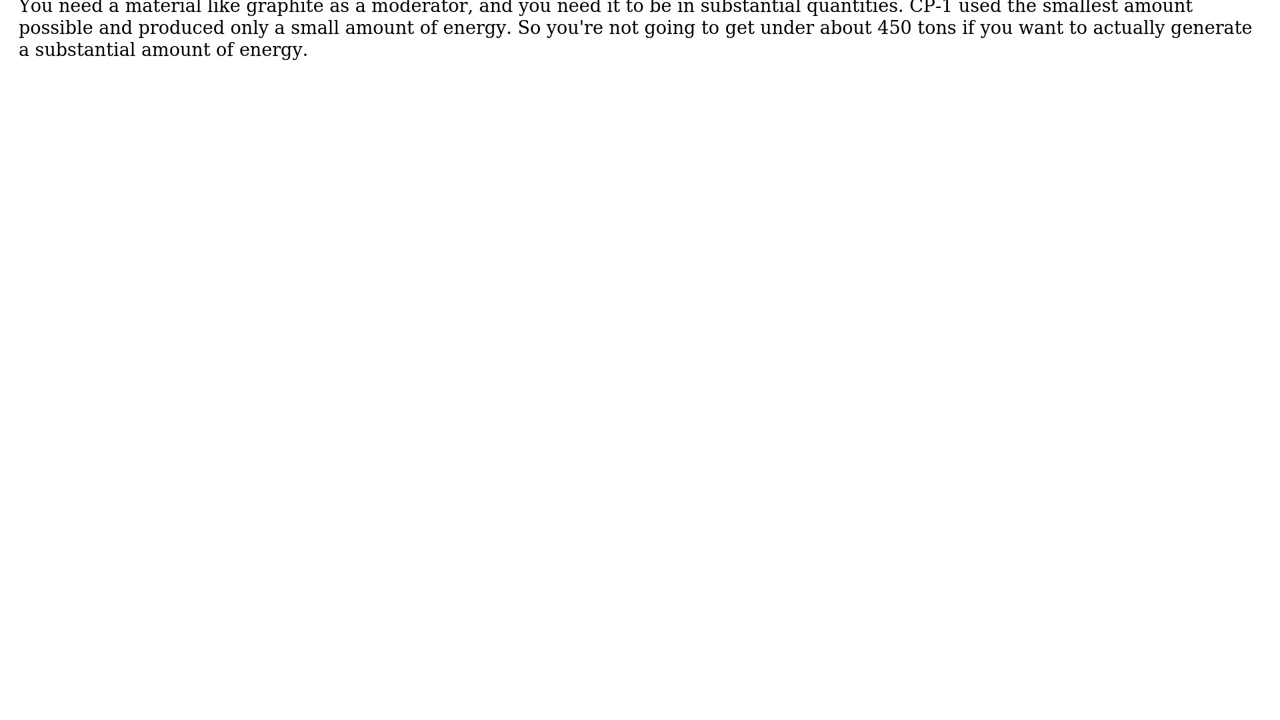 You need a material like graphite as a moderator, and you need it to be in substantial quantities. CP-1 used the smallest amount
possible and produced only a small amount of energy. So you're not going to get under about 450 tons if you want to actually generate
a substantial amount of energy.